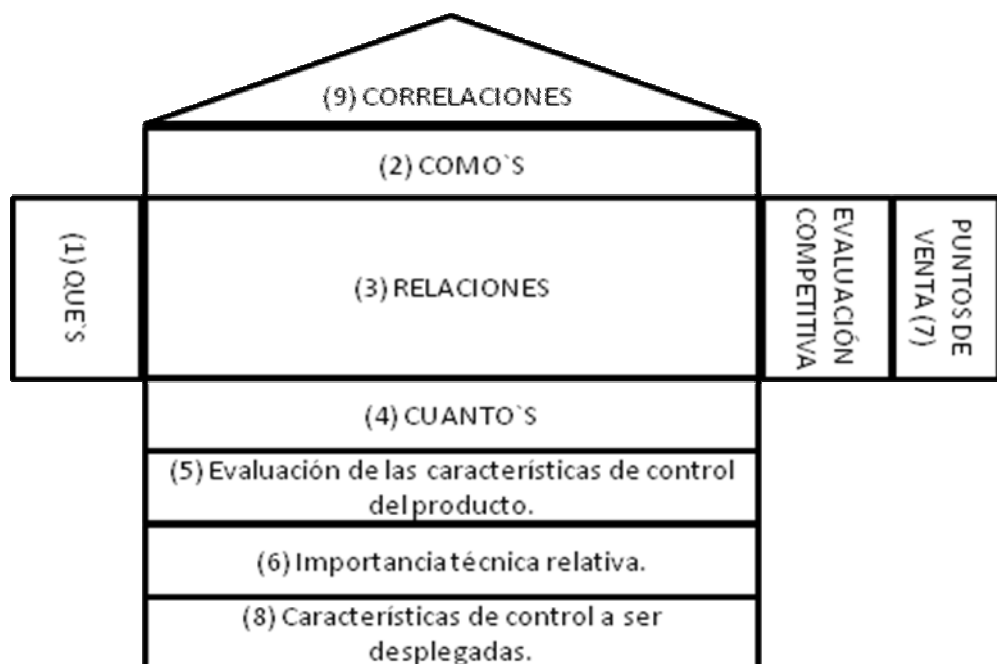 (9) CORRELACIONES
(2) COMO`S
(1) QUE`S
(3) RELACIONES
EVALUACIÓN
COMPETITIVA
PUNTOS DE
VENTA (7)
(4) CUANTO`S
(5) Evaluación de las características de control
del producto.
(6) Importancia técnica relativa.
(8) Características de control a ser
desplegadas.